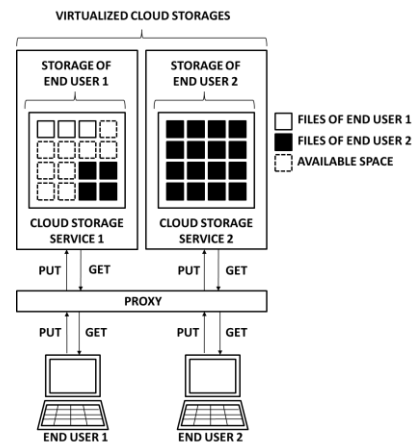 VIRTUALIZED CLOUD STORAGES
STORAGE OF
END USER 1
STORAGE OF
END USER 2
FILES OF END USER 1
FILES OF END USER 2
AVAILABLE SPACE
CLOUD STORAGE
SERVICE 1
CLOUD STORAGE
SERVICE 2
PUT GET PUT GET
PROXY
PUT GET PUT GET
END USER 1 END USER 2